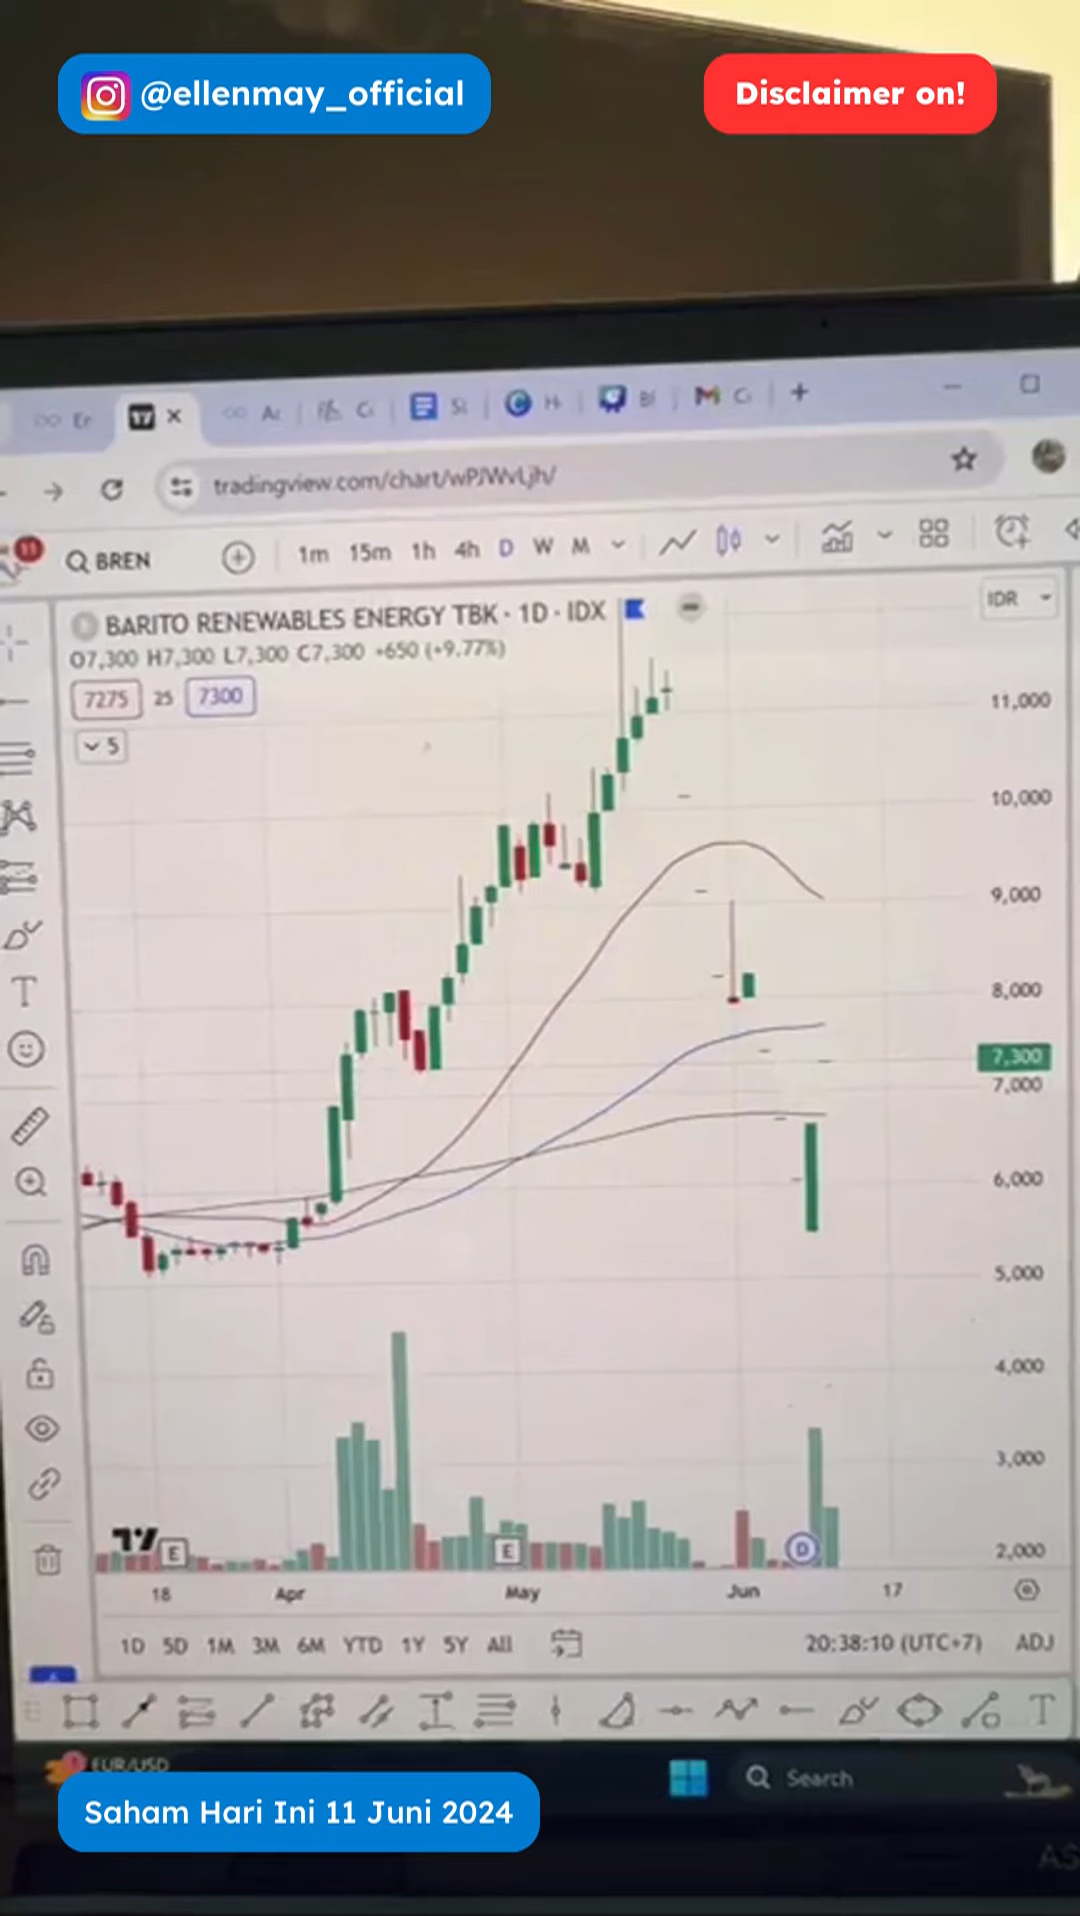 @ellenmay_official
Disclaimer on!
tradingview.com/chart/wPJWvLjh/
11
BREN
1m 15m 1h 4h D W M
BARITO RENEWABLES ENERGY TBK · 1D · IDX
IDR
O7,300 H7,300 L7,300 C7,300 +650 (+9.77%)
7275 25 7300
5
11,000
10,000
9,000
8,000
7,300
7,000
6,000
5,000
4,000
3,000
2,000
E
E
D
18 Apr May Jun 17
1D 5D 1M 3M 6M YTD 1Y 5Y All
20:38:10 (UTC+7) ADJ
T
EUR/USD
Search
Saham Hari Ini 11 Juni 2024
AS